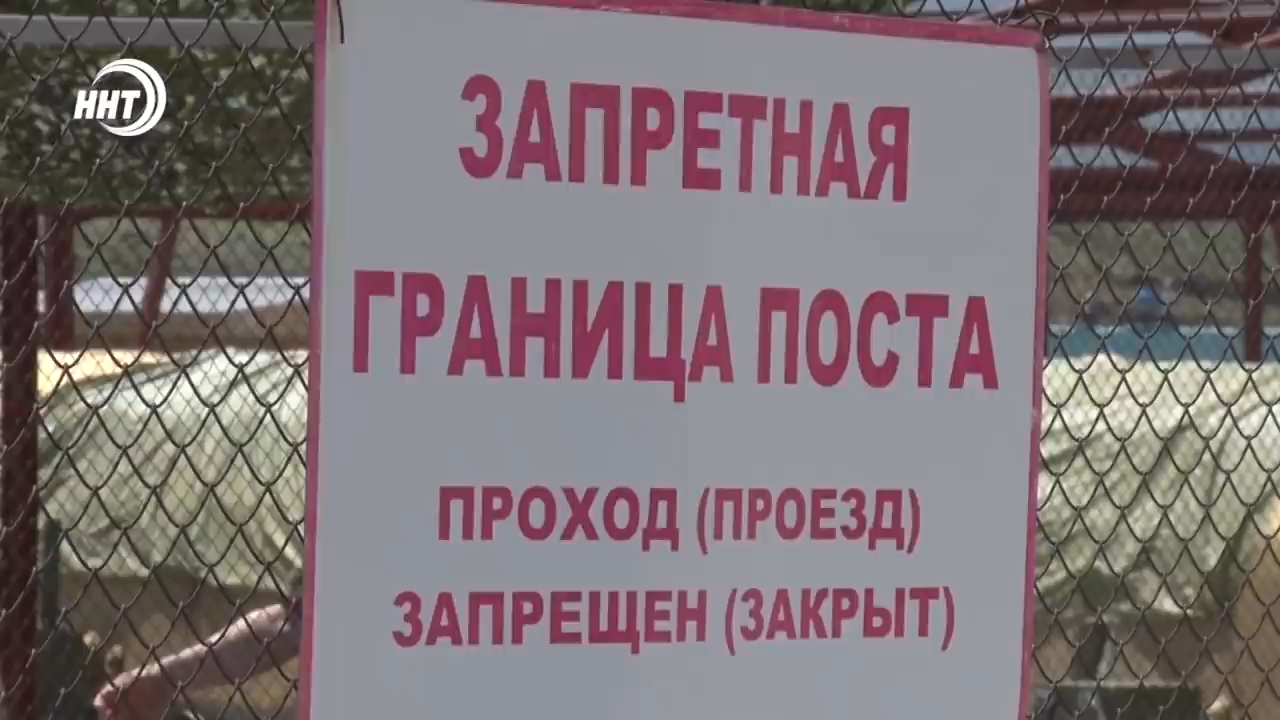 ННТ
ЗАПРЕТНАЯ
ГРАНИЦА ПОСТА
ПРОХОД (ПРОЕЗД)
ЗАПРЕЩЕН (ЗАКРЫТ)